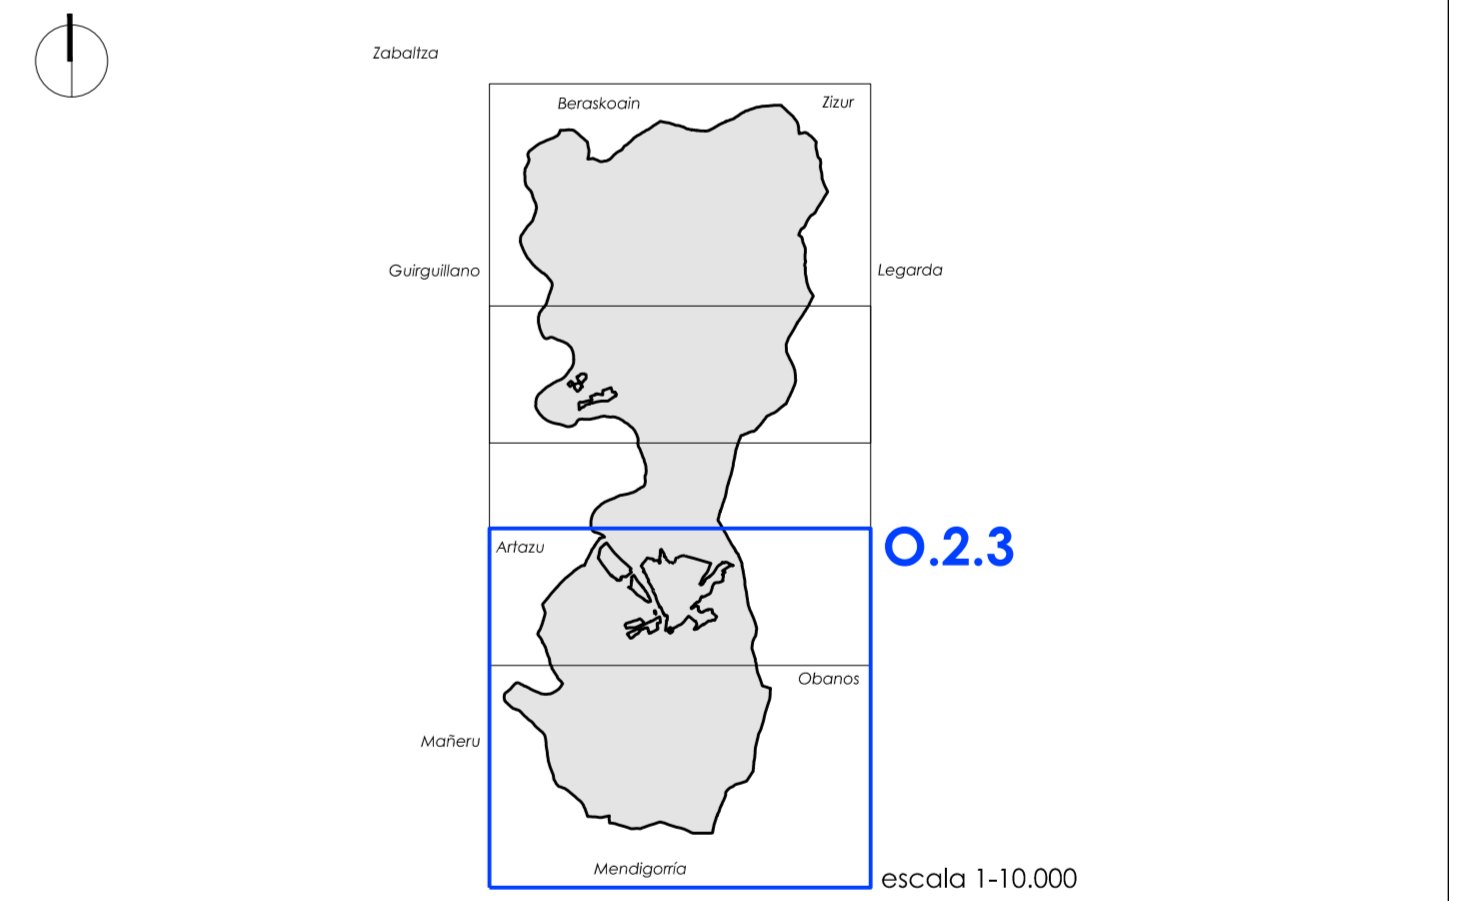 Zabaltza
Beraskoain
Zizur
Guirguillano
Legarda
Artazu
O.2.3
Obanos
Mañeru
Mendigorría
escala 1-10.000